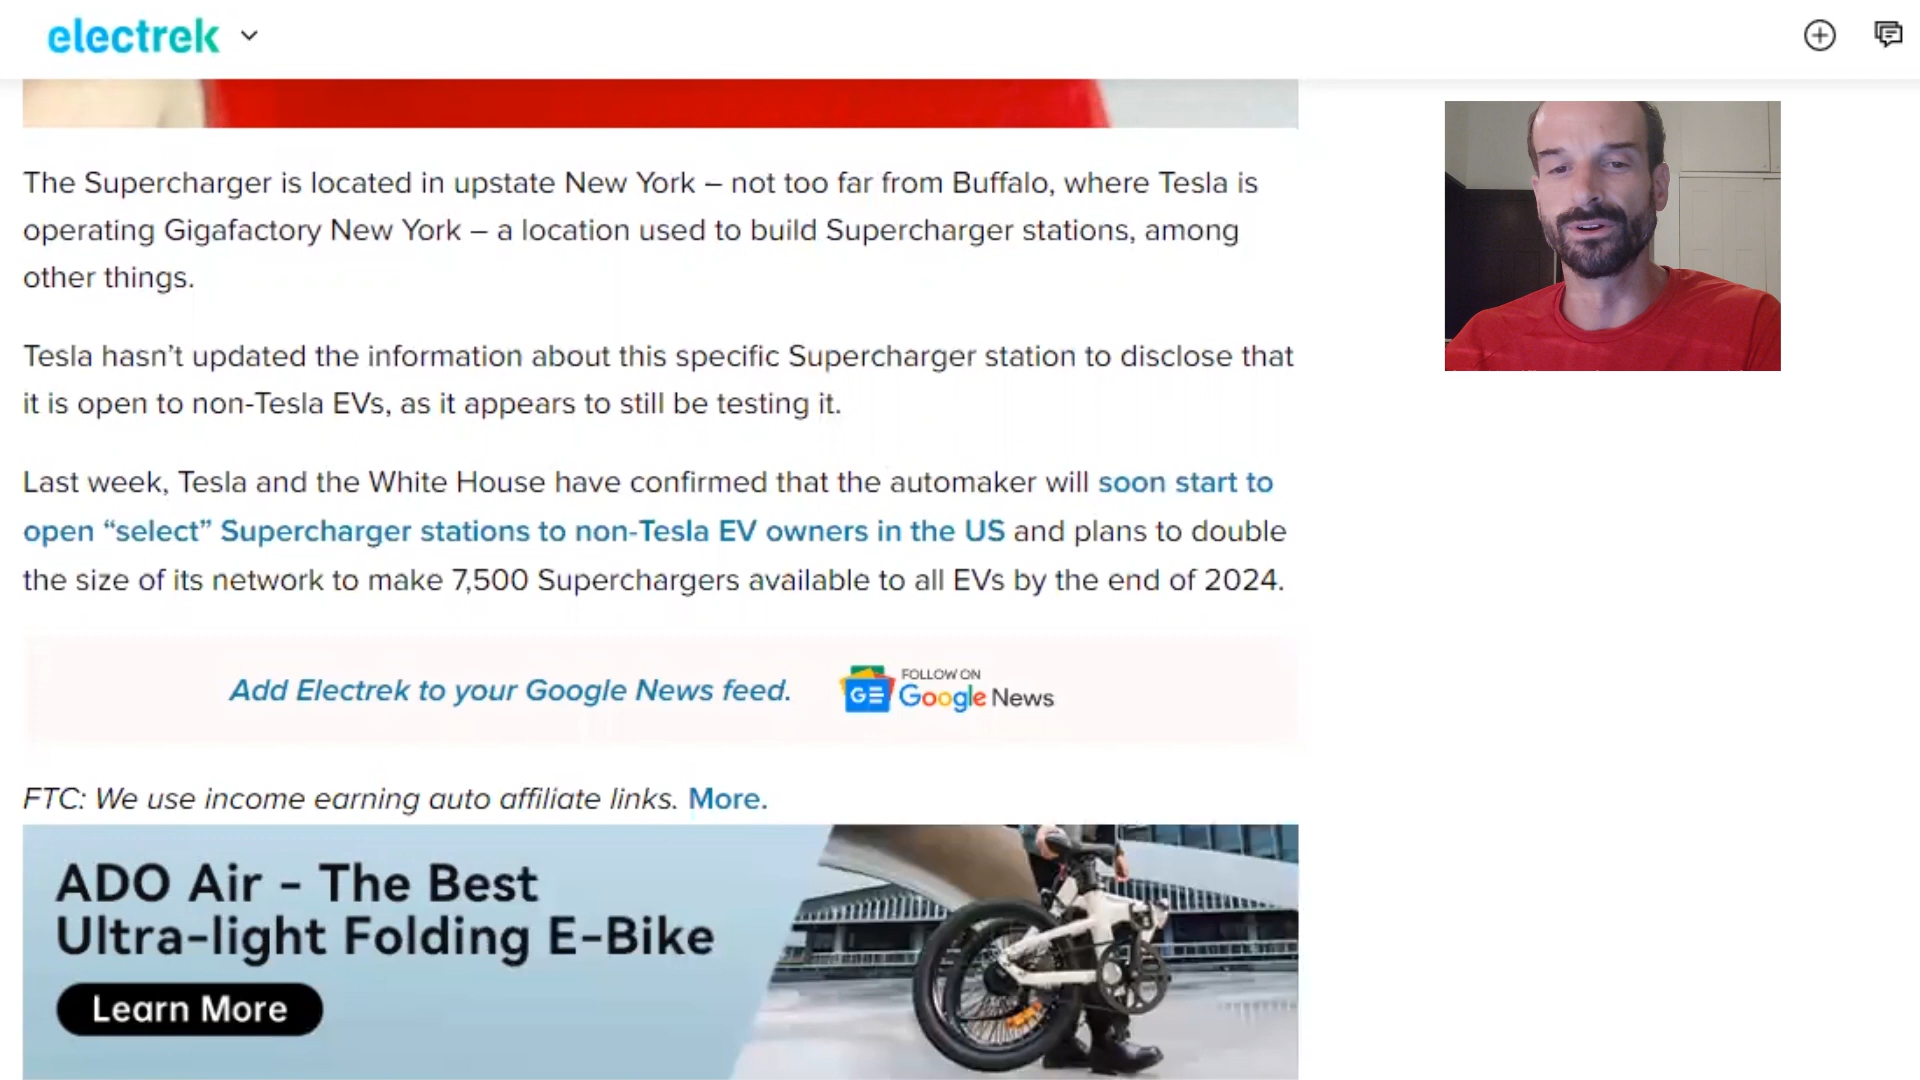 electrek
The Supercharger is located in upstate New York – not too far from Buffalo, where Tesla is
operating Gigafactory New York – a location used to build Supercharger stations, among
other things.
Tesla hasn’t updated the information about this specific Supercharger station to disclose that
it is open to non-Tesla EVs, as it appears to still be testing it.
Last week, Tesla and the White House have confirmed that the automaker will soon start to
open “select” Supercharger stations to non-Tesla EV owners in the US and plans to double
the size of its network to make 7,500 Superchargers available to all EVs by the end of 2024.
Add Electrek to your Google News feed.
FOLLOW ON
Google News
FTC: We use income earning auto affiliate links. More.
ADO Air - The Best
Ultra-light Folding E-Bike
Learn More